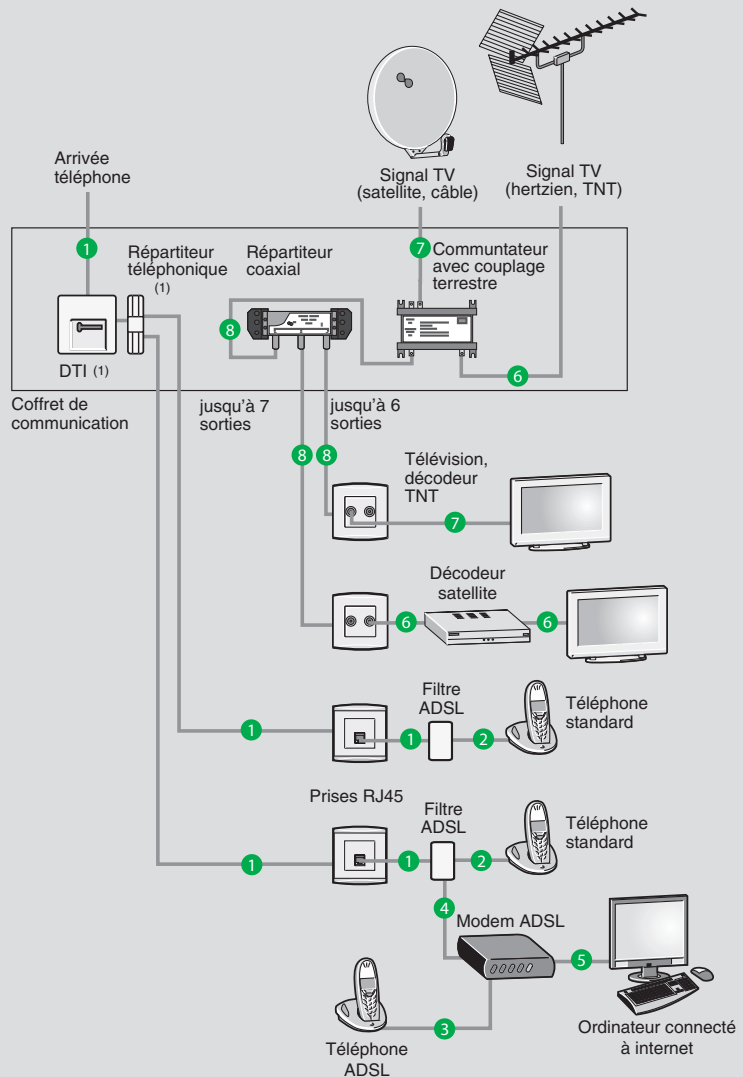 Signal TV
(satellite, câble)
Signal TV
(hertzien, TNT)
Arrivée
téléphone
1
Répartiteur
téléphonique
(1)
Répartiteur
coaxial
7
Communtateur
avec couplage
terrestre
8
6
DTI (1)
Coffret de
communication
jusqu'à 7
sorties
jusqu'à 6
sorties
8
8
Télévision,
décodeur
TNT
7
Décodeur
satellite
6
6
Filtre
ADSL
Téléphone
standard
1
1
2
Prises RJ45
Filtre
ADSL
Téléphone
standard
1
1
2
4
Modem ADSL
5
3
Ordinateur connecté
à internet
Téléphone
ADSL